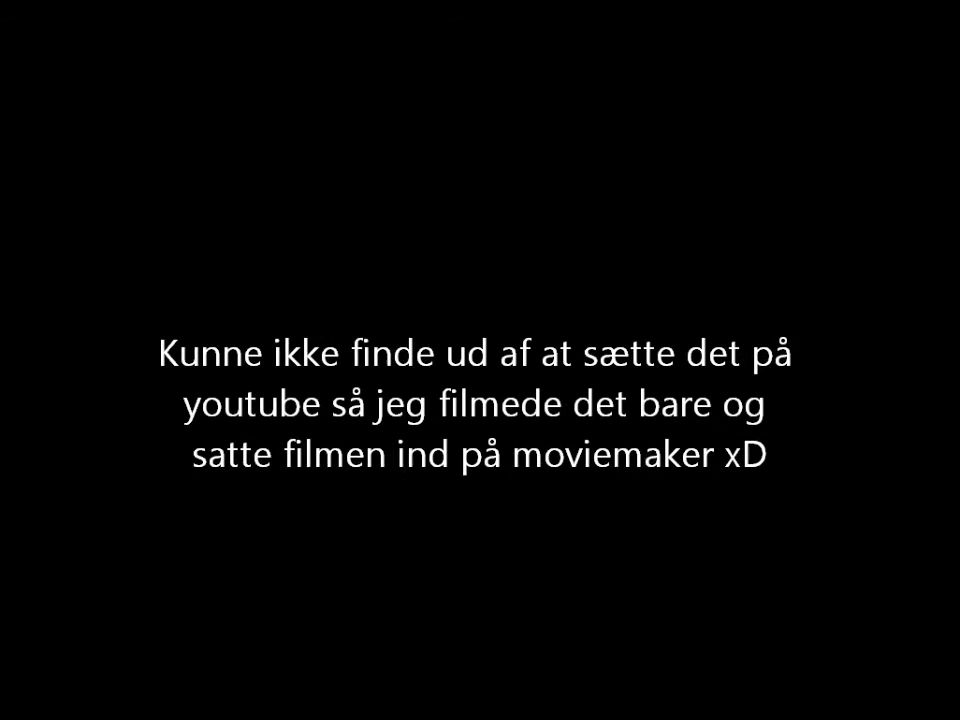 Kunne ikke finde ud af at sætte det på
youtube så jeg filmede det bare og
satte filmen ind på moviemaker xD